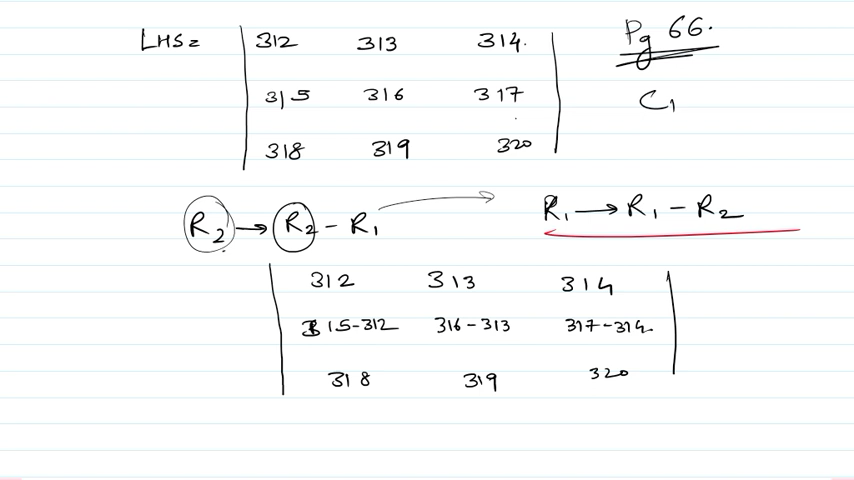 LHS= 312 313 314 Pg 66.
315 316 317 C₁
318 319 320
R₂ → R₂ - R₁ R₁ → R₁ - R₂
312 313 314
315-312 316-313 317-314
318 319 320